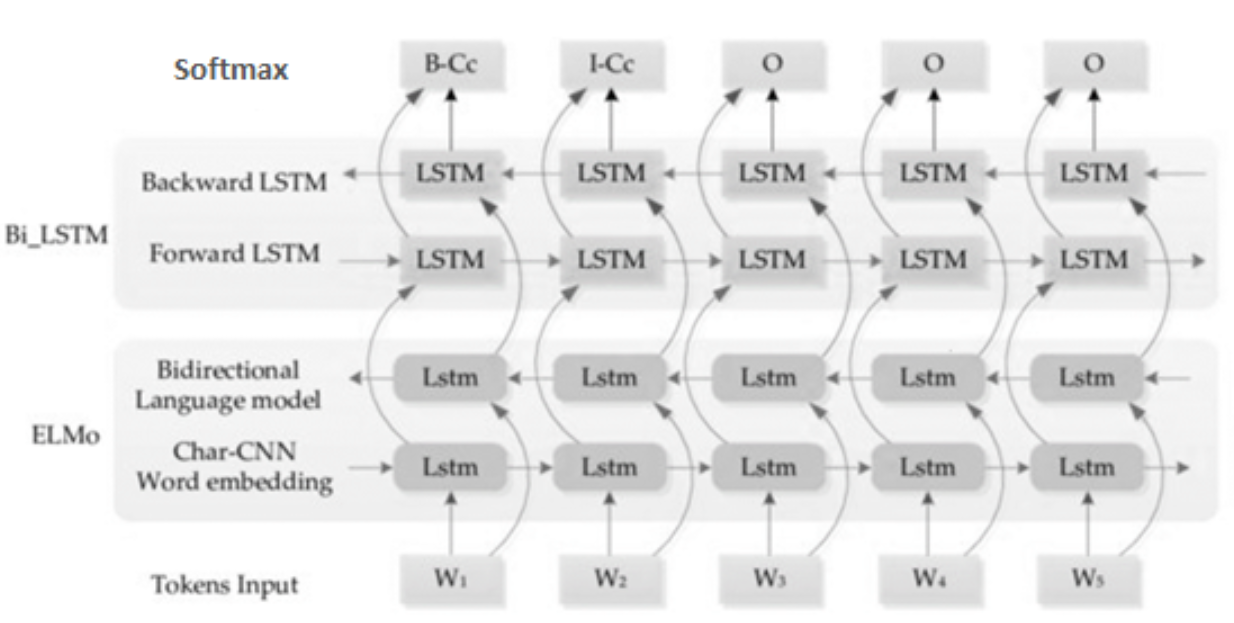 Softmax
B-Cc I-Cc O O O
Backward LSTM
LSTM LSTM LSTM LSTM LSTM
Bi_LSTM
Forward LSTM
LSTM LSTM LSTM LSTM LSTM
Bidirectional
Language model
Lstm Lstm Lstm Lstm Lstm
ELMo
Char-CNN
Word embedding
Lstm Lstm Lstm Lstm Lstm
Tokens Input
W₁ W₂ W₃ W₄ W₅